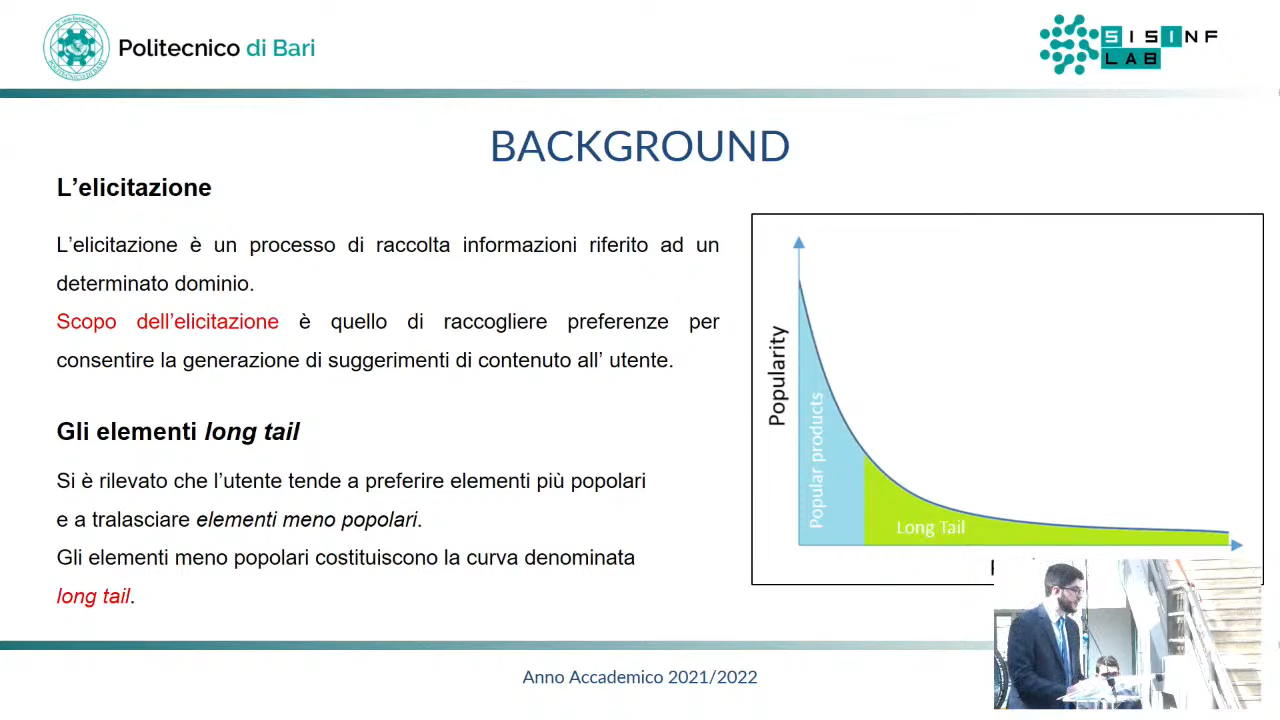 Politecnico di Bari
SISINF
LAB
BACKGROUND
L’elicitazione
L’elicitazione è un processo di raccolta informazioni riferito ad un
determinato dominio.
Scopo dell’elicitazione è quello di raccogliere preferenze per
consentire la generazione di suggerimenti di contenuto all’ utente.
Gli elementi long tail
Si è rilevato che l’utente tende a preferire elementi più popolari
e a tralasciare elementi meno popolari.
Gli elementi meno popolari costituiscono la curva denominata
long tail.
Popularity
Popular products
Long Tail
Anno Accademico 2021/2022